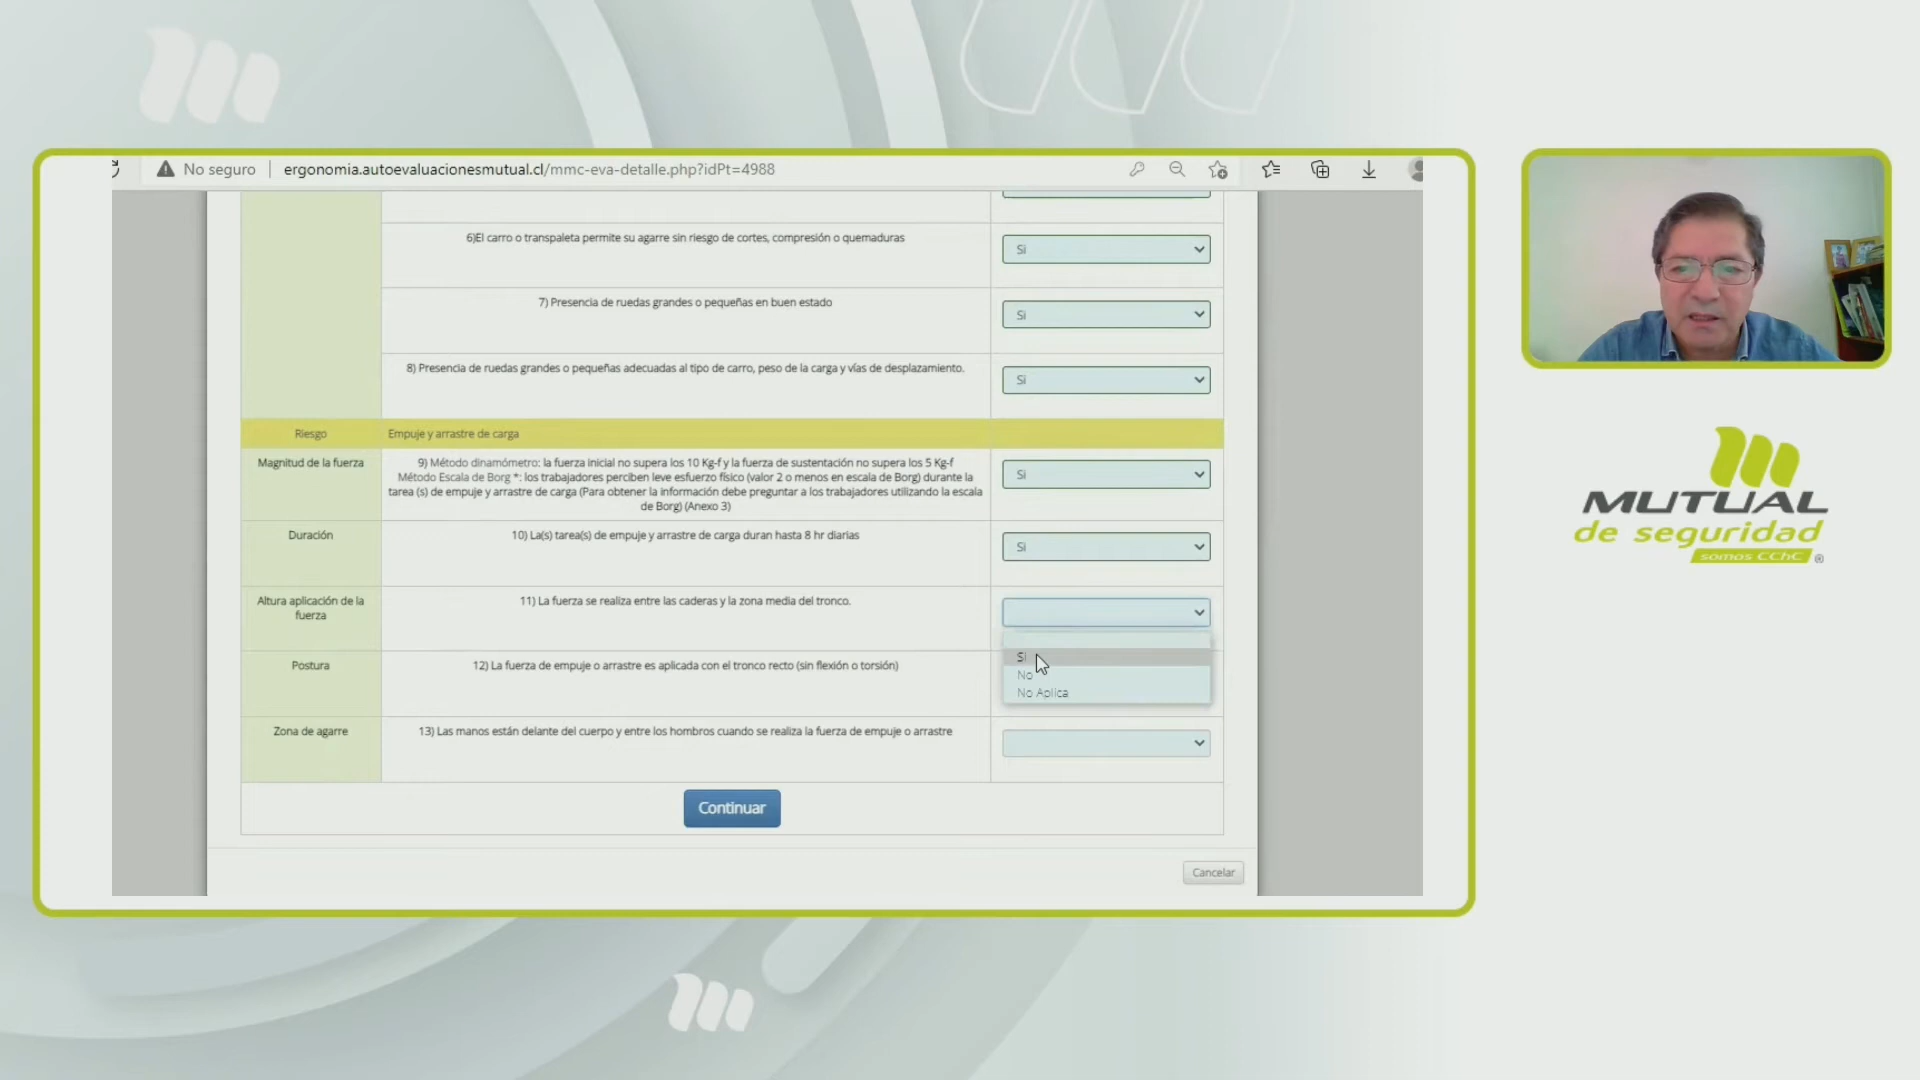 No seguro
ergonomia.autoevaluacionesmutual.cl/mmc-eva-detalle.php?idPt=4988
6)El carro o transpaleta permite su agarre sin riesgo de cortes, compresión o quemaduras
Si
7) Presencia de ruedas grandes o pequeñas en buen estado
Si
8) Presencia de ruedas grandes o pequeñas adecuadas al tipo de carro, peso de la carga y vías de desplazamiento.
Si
Riesgo
Empuje y arrastre de carga
Magnitud de la fuerza
9) Método dinamómetro: la fuerza inicial no supera los 10 Kg-f y la fuerza de sustentación no supera los 5 Kg-f
Método Escala de Borg *: los trabajadores perciben leve esfuerzo físico (valor 2 o menos en escala de Borg) durante la
tarea (s) de empuje y arrastre de carga (Para obtener la información debe preguntar a los trabajadores utilizando la escala
de Borg) (Anexo 3)
Si
Duración
10) La(s) tarea(s) de empuje y arrastre de carga duran hasta 8 hr diarias
Si
Altura aplicación de la
fuerza
11) La fuerza se realiza entre las caderas y la zona media del tronco.
Si
No
No Aplica
Postura
12) La fuerza de empuje o arrastre es aplicada con el tronco recto (sin flexión o torsión)
Zona de agarre
13) Las manos están delante del cuerpo y entre los hombros cuando se realiza la fuerza de empuje o arrastre
Continuar
Cancelar
MUTUAL
de seguridad
somos CChC ®